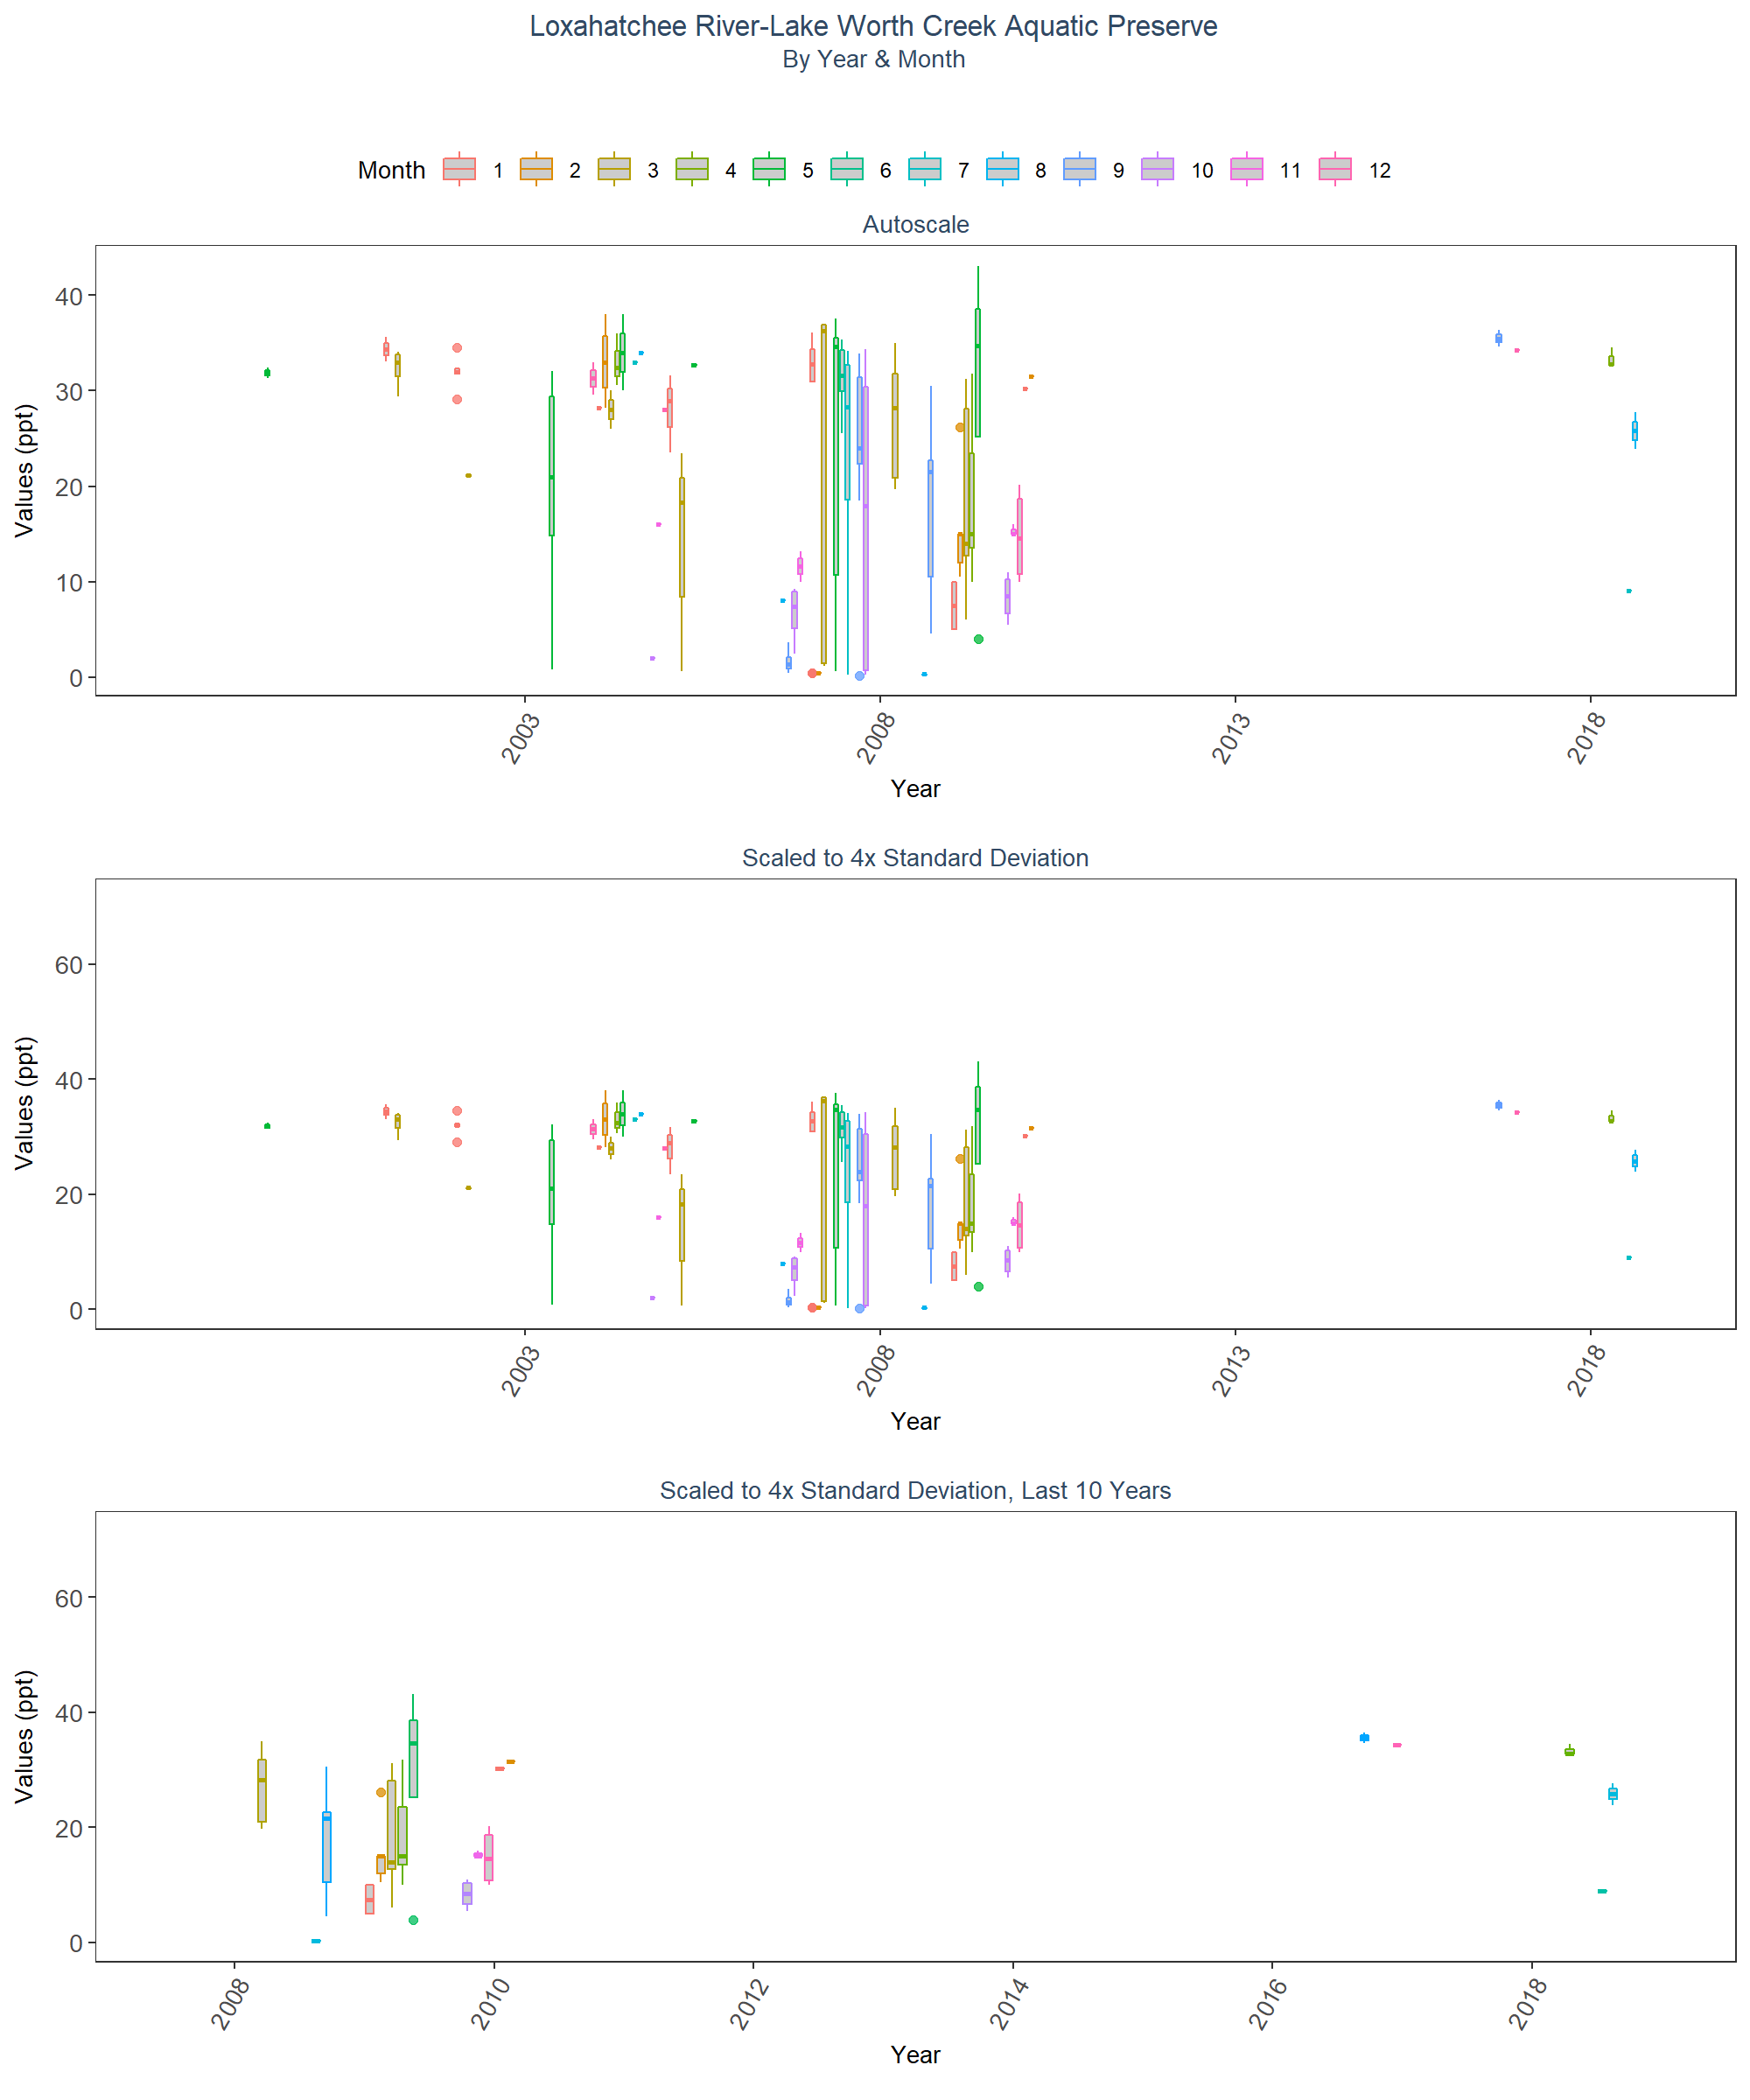 Loxahatchee River-Lake Worth Creek Aquatic Preserve
By Year & Month
Month 1 2 3 4 5 6 7 8 9 10 11 12
Autoscale
Values (ppt)
40
30
20
10
0
2003 2008 2013 2018
Year
Scaled to 4x Standard Deviation
Values (ppt)
60
40
20
0
2003 2008 2013 2018
Year
Scaled to 4x Standard Deviation, Last 10 Years
Values (ppt)
60
40
20
0
2008 2010 2012 2014 2016 2018
Year